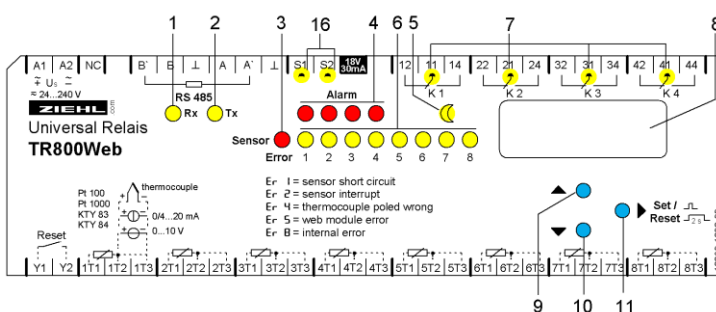 1 2 3 16 4 6 5 7 8
A1 A2 NC B' B ⊥ A A' ⊥ S1 S2 18V 30mA 12 11 14 22 21 24 32 31 34 42 41 44
Us
≂ 24...240 V
RS 485
K 1 K 2 K 3 K 4
ZIEHL .com
Rx Tx
Alarm
Universal Relais
TR800Web
Sensor
Error 1 2 3 4 5 6 7 8
Er 1 = sensor short circuit
Er 2 = sensor interrupt
Er 4 = thermocouple poled wrong
Er 5 = web module error
Er 8 = internal error
Pt 100
Pt 1000
KTY 83
KTY 84
thermocouple
0/4...20 mA
0...10 V
Set /
Reset 2 s
Reset
Y1 Y2 1T1 1T2 1T3 2T1 2T2 2T3 3T1 3T2 3T3 4T1 4T2 4T3 5T1 5T2 5T3 6T1 6T2 6T3 7T1 7T2 7T3 8T1 8T2 8T3
9 10 11